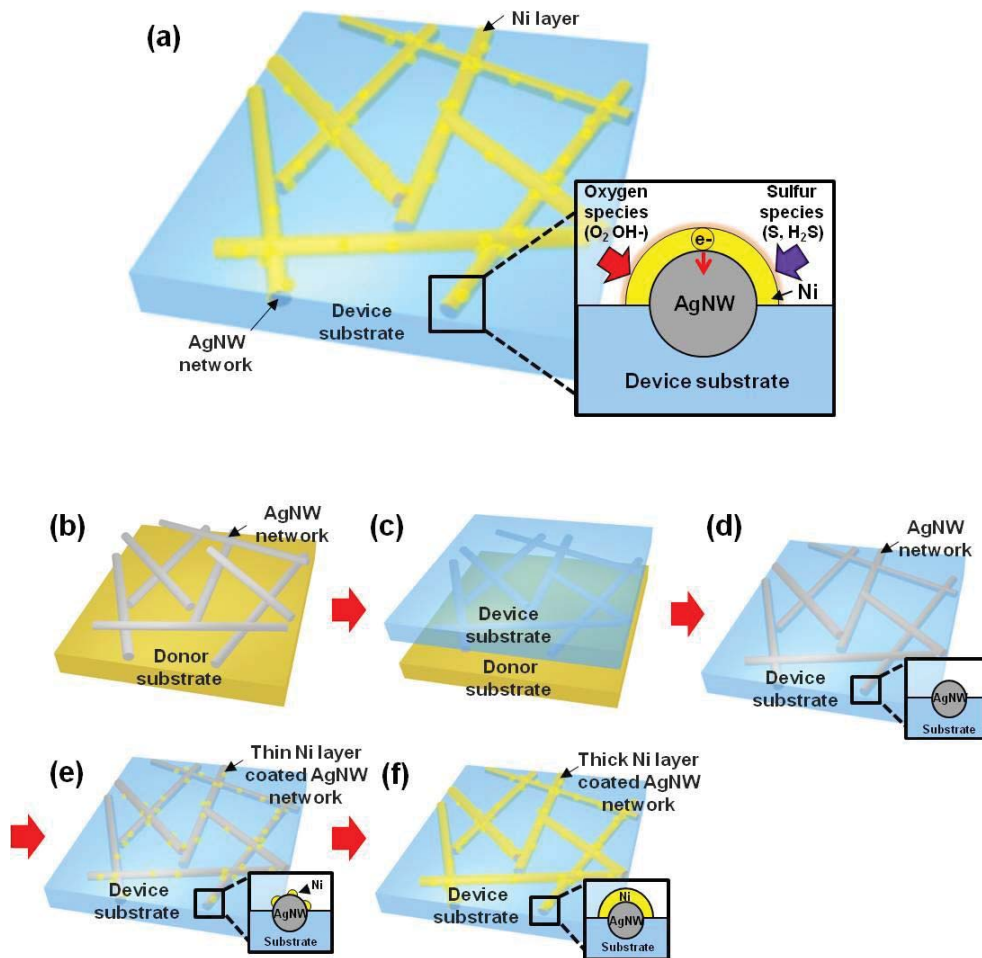 (a)
Ni layer
Oxygen
species
(O₂ OH-)
Sulfur
species
(S, H₂S)
e-
Ni
AgNW
Device substrate
Device
substrate
AgNW
network
(b)
AgNW
network
Donor
substrate
(c)
Device
substrate
Donor
substrate
(d)
AgNW
network
Device
substrate
AgNW
Substrate
(e)
Thin Ni layer
coated AgNW
network
Device
substrate
Ni
AgNW
Substrate
(f)
Thick Ni layer
coated AgNW
network
Device
substrate
Ni
AgNW
Substrate